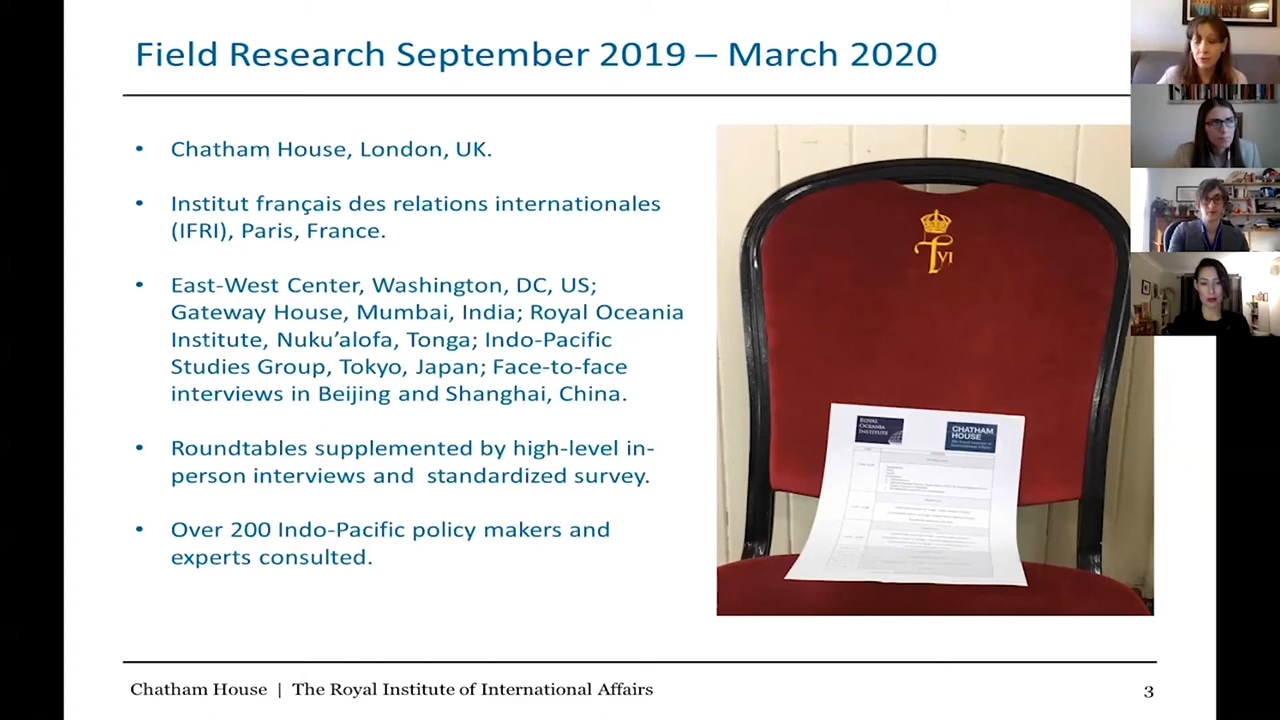 Field Research September 2019 – March 2020
• Chatham House, London, UK.
• Institut français des relations internationales
(IFRI), Paris, France.
• East-West Center, Washington, DC, US;
Gateway House, Mumbai, India; Royal Oceania
Institute, Nuku’alofa, Tonga; Indo-Pacific
Studies Group, Tokyo, Japan; Face-to-face
interviews in Beijing and Shanghai, China.
• Roundtables supplemented by high-level in-
person interviews and standardized survey.
• Over 200 Indo-Pacific policy makers and
experts consulted.
ROYAL
OCEANIA
INSTITUTE
CHATHAM
HOUSE
Chatham House | The Royal Institute of International Affairs
3